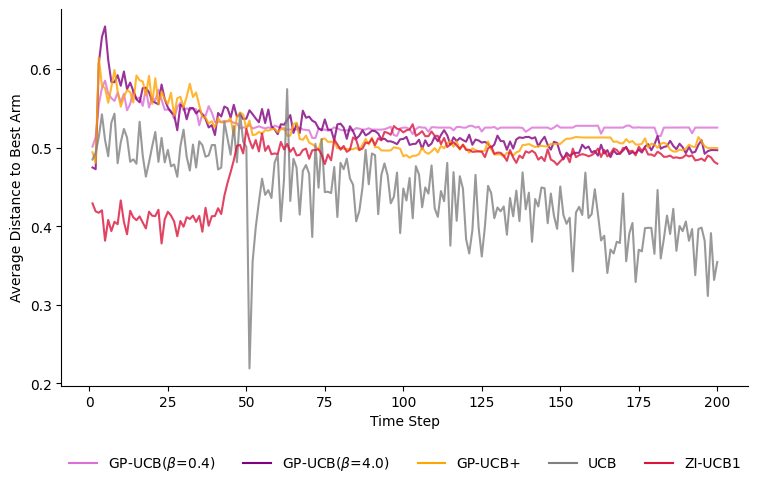 Average Distance to Best Arm
0.6
0.5
0.4
0.3
0.2
0 25 50 75 100 125 150 175 200
Time Step
GP-UCB(β=0.4) GP-UCB(β=4.0) GP-UCB+ UCB ZI-UCB1